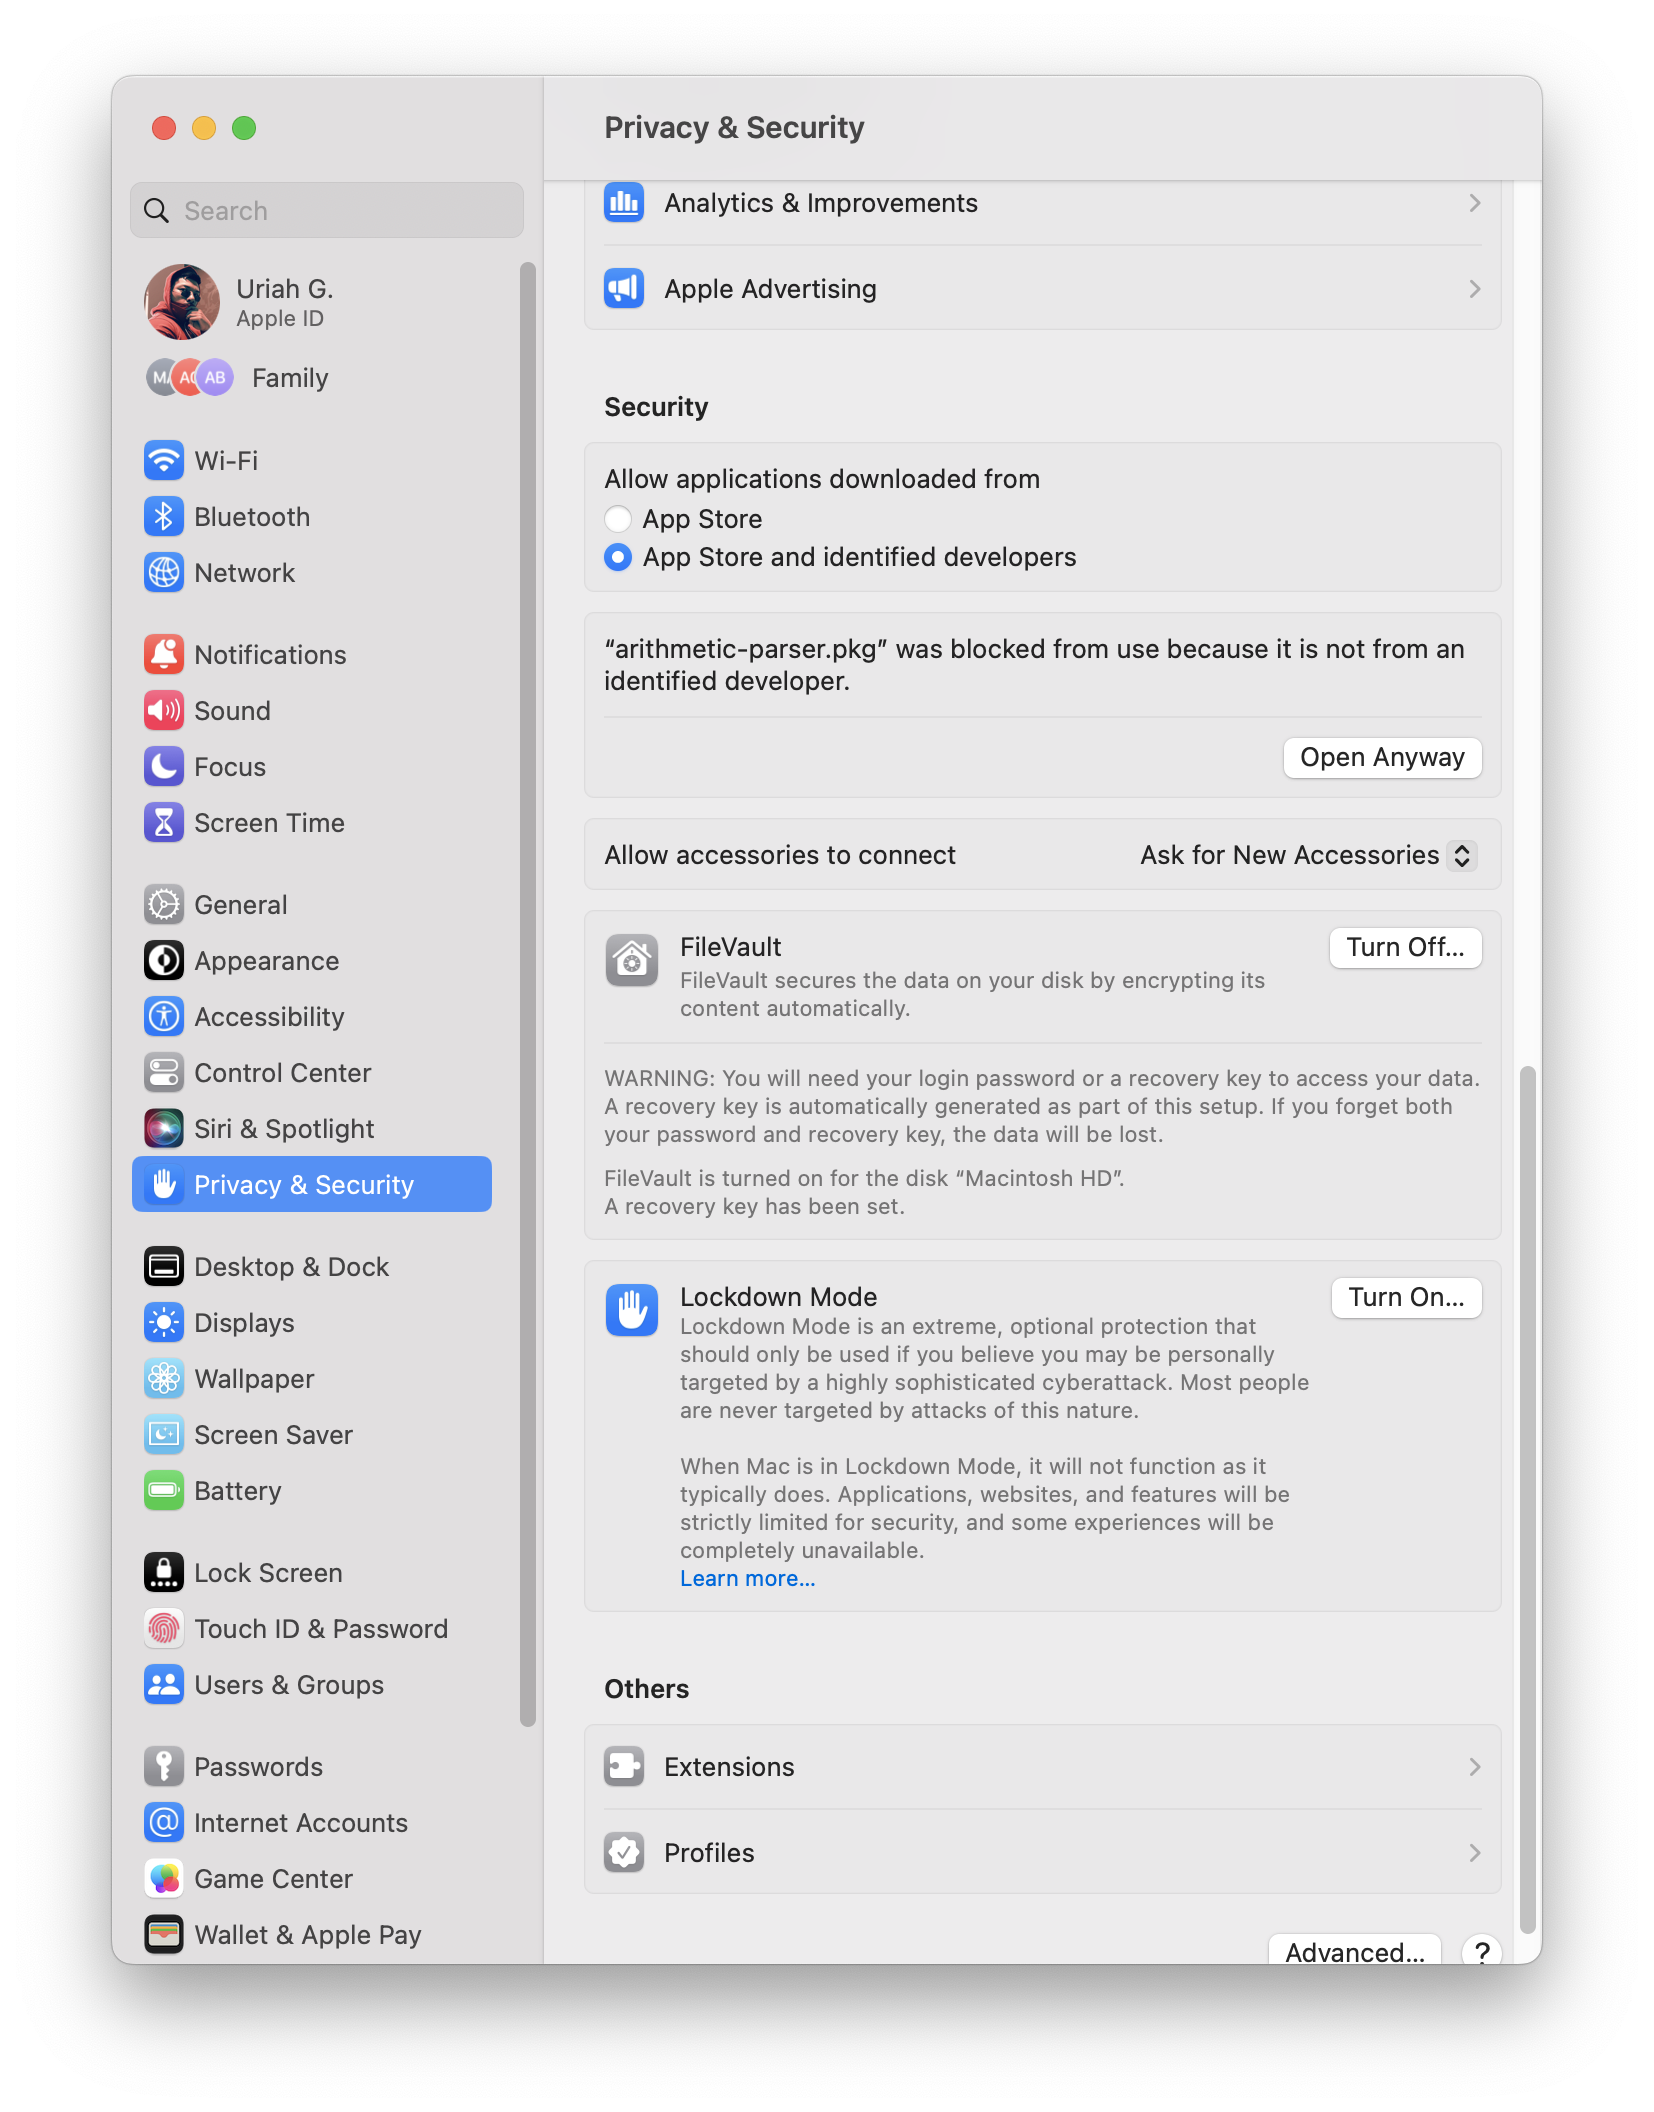 Search
Uriah G.
Apple ID
AB
Family
Wi-Fi
Bluetooth
Network
Notifications
Sound
Focus
Screen Time
General
Appearance
Accessibility
Control Center
Siri & Spotlight
Privacy & Security
Desktop & Dock
Displays
Wallpaper
Screen Saver
Battery
Lock Screen
Touch ID & Password
Users & Groups
Passwords
Internet Accounts
Game Center
Wallet & Apple Pay
Privacy & Security
Analytics & Improvements
Apple Advertising
Security
Allow applications downloaded from
App Store
App Store and identified developers
“arithmetic-parser.pkg” was blocked from use because it is not from an
identified developer.
Open Anyway
Allow accessories to connect Ask for New Accessories
FileVault Turn Off...
FileVault secures the data on your disk by encrypting its
content automatically.
WARNING: You will need your login password or a recovery key to access your data.
A recovery key is automatically generated as part of this setup. If you forget both
your password and recovery key, the data will be lost.
FileVault is turned on for the disk “Macintosh HD”.
A recovery key has been set.
Lockdown Mode Turn On...
Lockdown Mode is an extreme, optional protection that
should only be used if you believe you may be personally
targeted by a highly sophisticated cyberattack. Most people
are never targeted by attacks of this nature.
When Mac is in Lockdown Mode, it will not function as it
typically does. Applications, websites, and features will be
strictly limited for security, and some experiences will be
completely unavailable.
Learn more...
Others
Extensions
Profiles
Advanced... ?